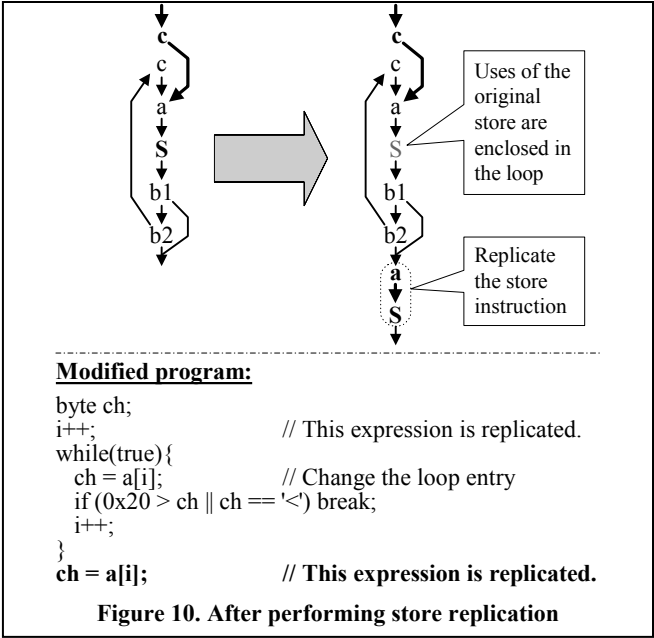 c
c
a
S
b1
b2
c
c
a
S
b1
b2
a
S
Uses of the
original
store are
enclosed in
the loop
Replicate
the store
instruction
Modified program:
byte ch;
i++; // This expression is replicated.
while(true){
ch = a[i]; // Change the loop entry
if (0x20 > ch || ch == '<') break;
i++;
}
ch = a[i]; // This expression is replicated.
Figure 10. After performing store replication